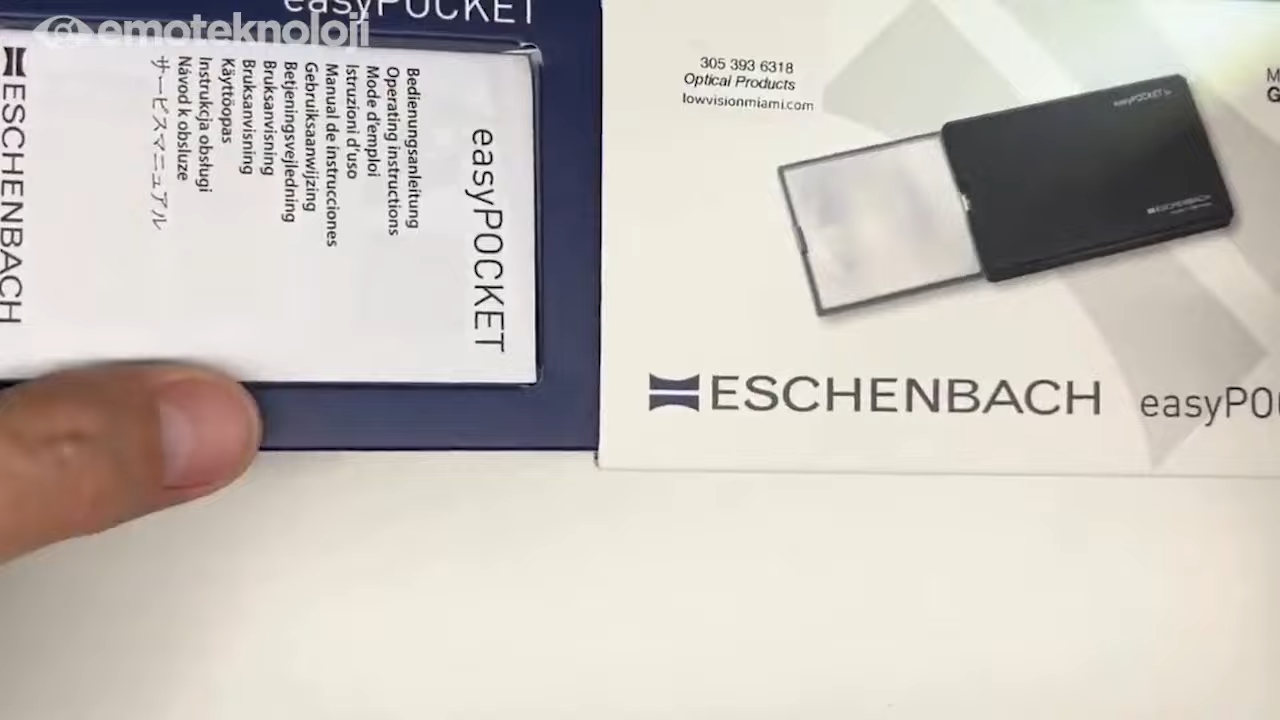 easyPOCKET
emoteknoloji
easyPOCKET
Bedienungsanleitung
Operating instructions
Mode d'emploi
Istruzioni d'uso
Manual de instrucciones
Gebruiksaanwijzing
Betjeningsvejledning
Bruksanvisning
Bruksanvisning
Käyttöopas
Instrukcja obsługi
Návod k obsluze
サービスマニュアル
ESCHENBACH
305 393 6318
Optical Products
lowvisionmiami.com
easyPOCKET
ESCHENBACH
ESCHENBACH easyPO